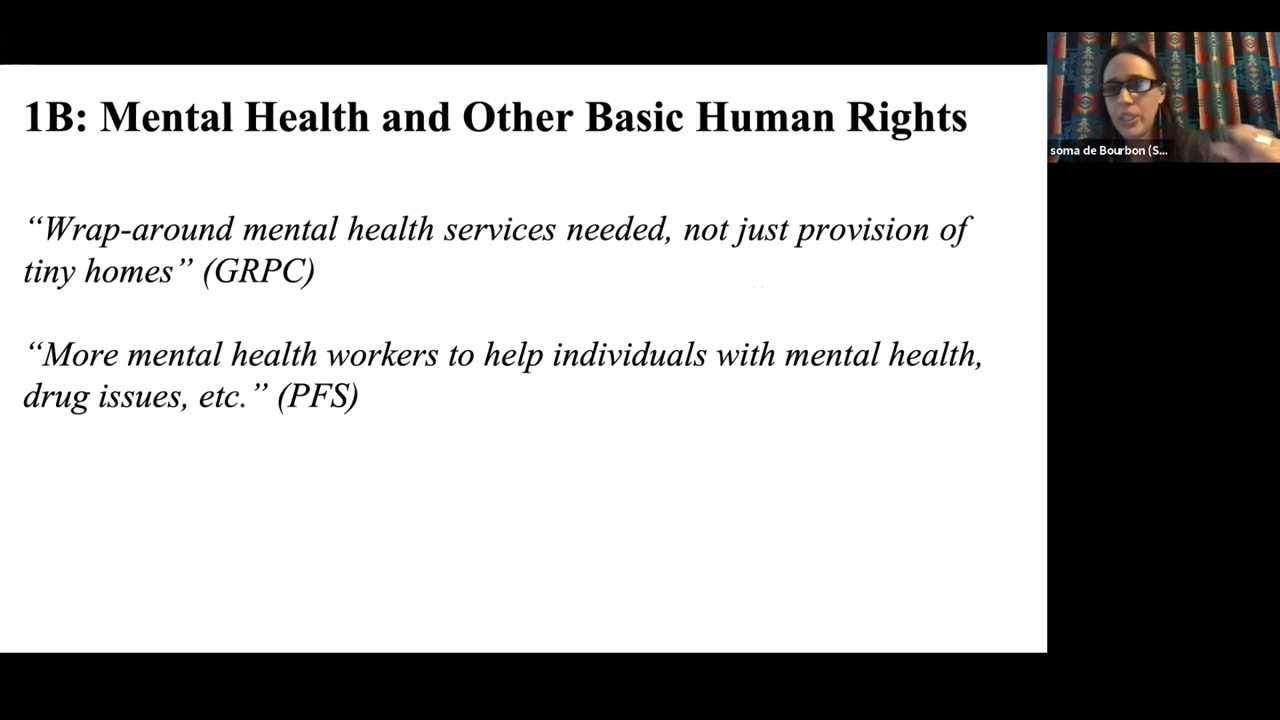 1B: Mental Health and Other Basic Human Rights
“Wrap-around mental health services needed, not just provision of
tiny homes” (GRPC)
“More mental health workers to help individuals with mental health,
drug issues, etc.” (PFS)
soma de Bourbon (S...